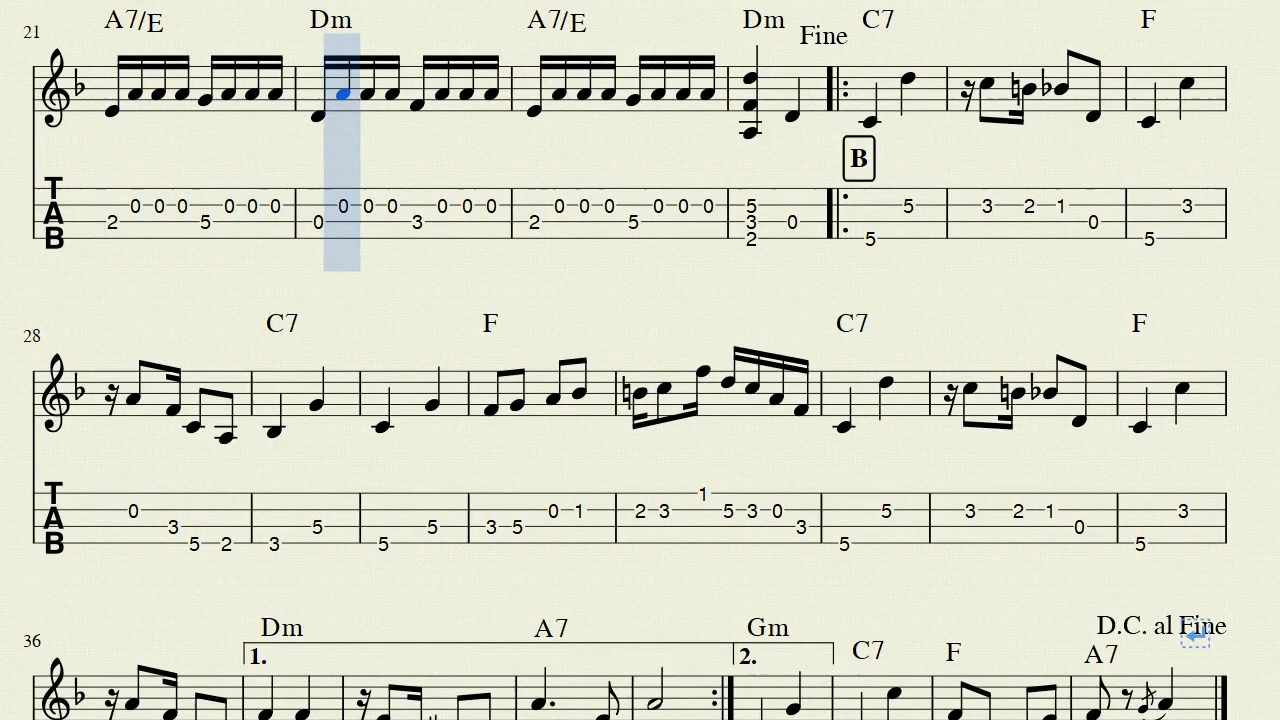 A7/E Dm A7/E Dm Fine C7 F
21
B
T
A
B
2 0 0 0 5 0 0 0 0 0 0 0 3 0 0 0 2 0 0 0 5 0 0 0 5 3 2 0 5 5 3 2 1 0 5 3
C7 F C7 F
28
T
A
B
0 3 5 2 3 5 5 5 3 5 0 1 2 3 1 5 3 0 3 5 5 3 2 1 0 5 3
D.C. al Fine
36 Dm A7 Gm C7 F A7
1. 2.